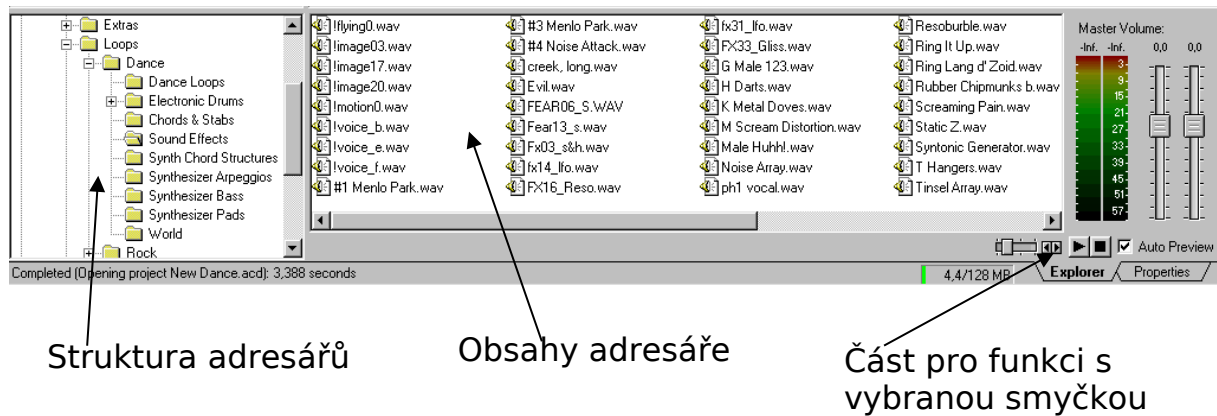 Extras
Loops
Dance
Dance Loops
Electronic Drums
Chords & Stabs
Sound Effects
Synth Chord Structures
Synthesizer Arpeggios
Synthesizer Bass
Synthesizer Pads
World
Rock
!flying0.wav
!image03.wav
!image17.wav
!image20.wav
!motion0.wav
!voice_b.wav
!voice_e.wav
!voice_f.wav
#1 Menlo Park.wav
#3 Menlo Park.wav
#4 Noise Attack.wav
creek, long.wav
Evil.wav
FEAR06_S.WAV
Fear13_s.wav
Fx03_s&h.wav
fx14_lfo.wav
FX16_Reso.wav
fx31_lfo.wav
FX33_Gliss.wav
G Male 123.wav
H Darts.wav
K Metal Doves.wav
M Scream Distortion.wav
Male Huhh!.wav
Noise Array.wav
ph1 vocal.wav
Resoburble.wav
Ring It Up.wav
Ring Lang d' Zoid.wav
Rubber Chipmunks b.wav
Screaming Pain.wav
Static Z.wav
Syntonic Generator.wav
T Hangers.wav
Tinsel Array.wav
Master Volume:
-Inf. -Inf. 0,0 0,0
3-
9-
15-
21-
27-
33-
39-
45-
51-
57-
Auto Preview
Completed (Opening project New Dance.acd): 3,388 seconds
4,4/128 MB
Explorer
Properties
Struktura adresářů
Obsahy adresáře
Část pro funkci s
vybranou smyčkou